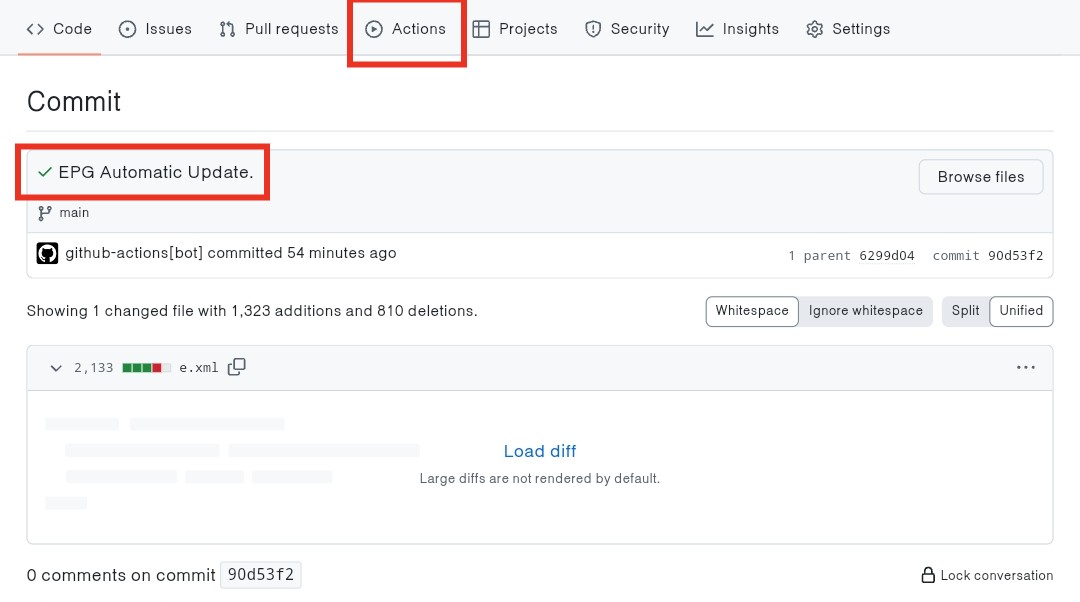 Code Issues Pull requests Actions Projects Security Insights Settings
Commit
EPG Automatic Update.
Browse files
main
github-actions[bot] committed 54 minutes ago
1 parent 6299d04 commit 90d53f2
Showing 1 changed file with 1,323 additions and 810 deletions.
Whitespace Ignore whitespace Split Unified
2,133 e.xml
Load diff
Large diffs are not rendered by default.
0 comments on commit 90d53f2
Lock conversation